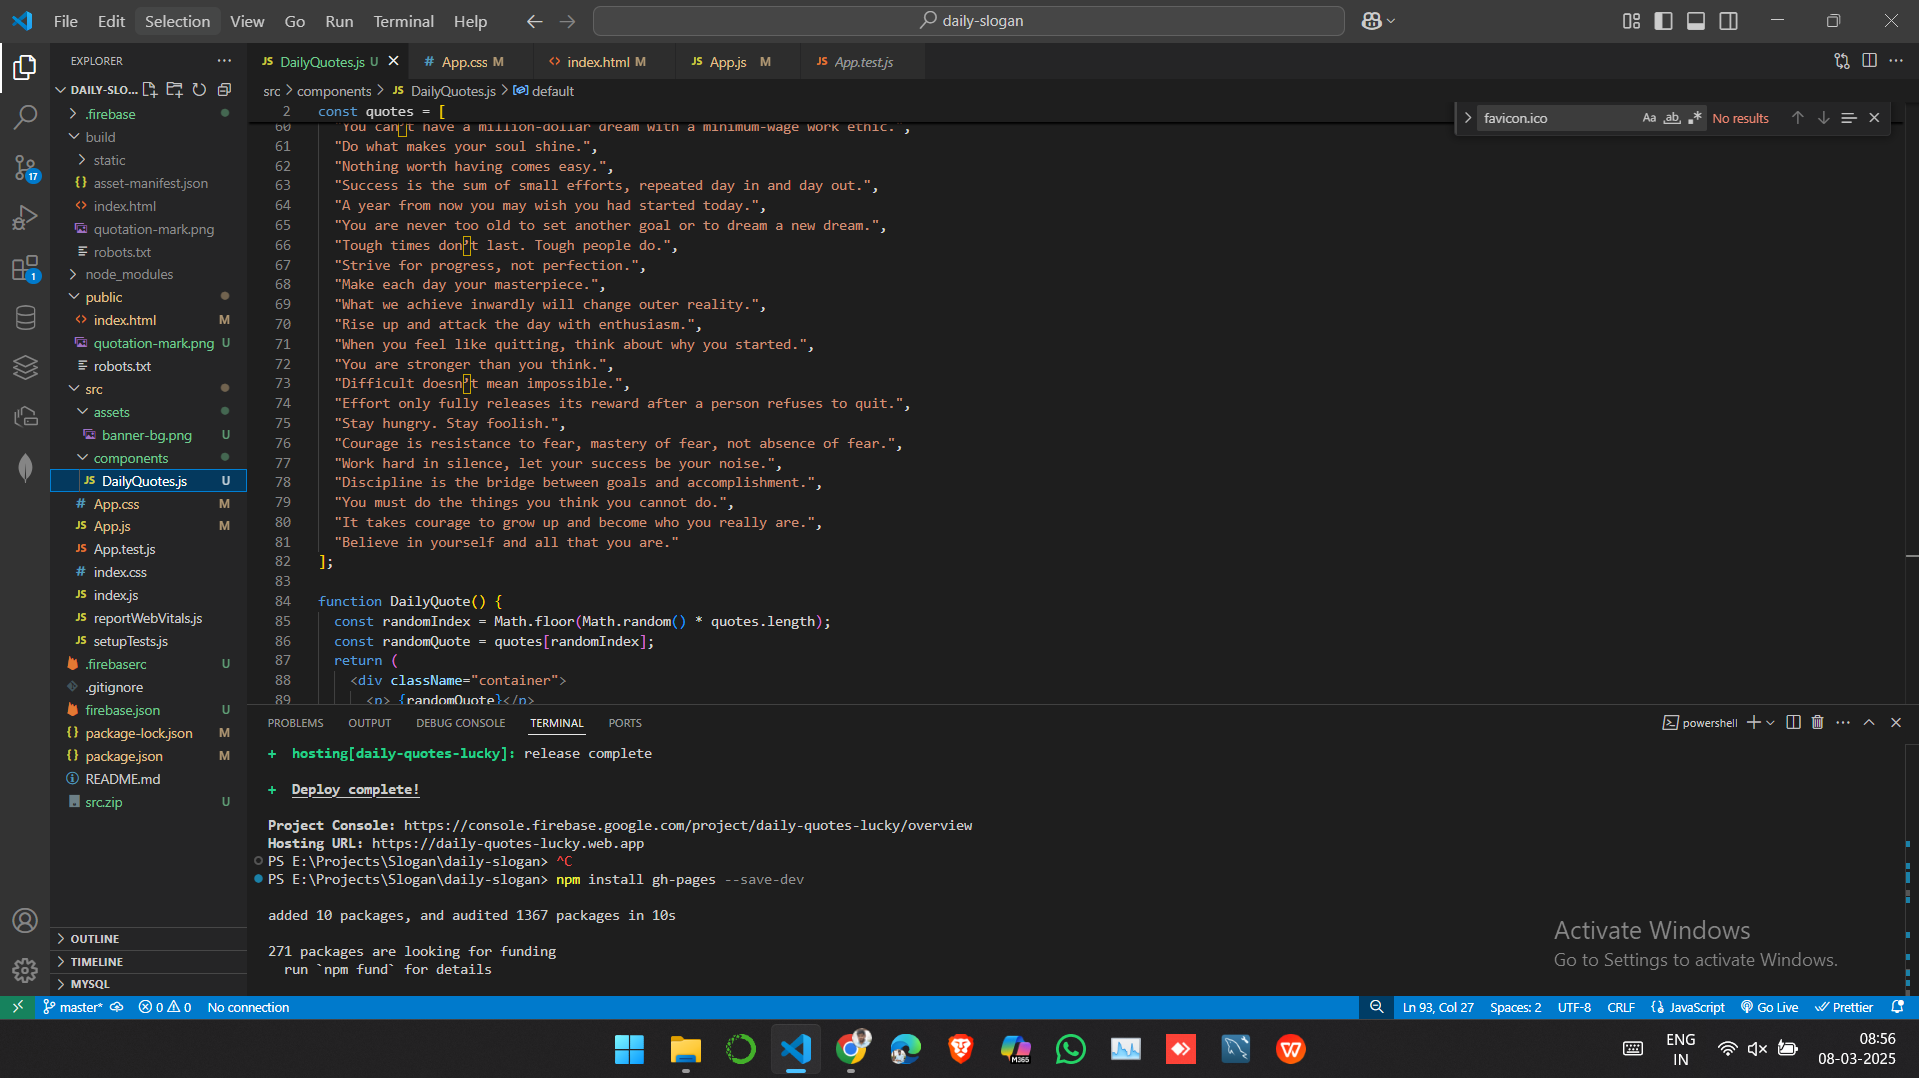 File Edit Selection View Go Run Terminal Help
daily-slogan
EXPLORER
DAILY-SLO...
.firebase
build
static
asset-manifest.json
index.html
quotation-mark.png
robots.txt
node_modules
public
index.html M
quotation-mark.png U
robots.txt
src
assets
banner-bg.png U
components
JS DailyQuotes.js U
# App.css M
JS App.js M
JS App.test.js
# index.css
JS index.js
JS reportWebVitals.js
JS setupTests.js
.firebaserc U
.gitignore
firebase.json U
package-lock.json M
package.json M
README.md
src.zip U
OUTLINE
TIMELINE
MYSQL
17
1
JS DailyQuotes.js U
# App.css M
index.html M
JS App.js M
JS App.test.js
src > components > JS DailyQuotes.js > default
favicon.ico
Aa ab No results
2 const quotes = [
60 "You can’t have a million-dollar dream with a minimum-wage work ethic.",
61 "Do what makes your soul shine.",
62 "Nothing worth having comes easy.",
63 "Success is the sum of small efforts, repeated day in and day out.",
64 "A year from now you may wish you had started today.",
65 "You are never too old to set another goal or to dream a new dream.",
66 "Tough times don’t last. Tough people do.",
67 "Strive for progress, not perfection.",
68 "Make each day your masterpiece.",
69 "What we achieve inwardly will change outer reality.",
70 "Rise up and attack the day with enthusiasm.",
71 "When you feel like quitting, think about why you started.",
72 "You are stronger than you think.",
73 "Difficult doesn’t mean impossible.",
74 "Effort only fully releases its reward after a person refuses to quit.",
75 "Stay hungry. Stay foolish.",
76 "Courage is resistance to fear, mastery of fear, not absence of fear.",
77 "Work hard in silence, let your success be your noise.",
78 "Discipline is the bridge between goals and accomplishment.",
79 "You must do the things you think you cannot do.",
80 "It takes courage to grow up and become who you really are.",
81 "Believe in yourself and all that you are."
82 ];
83
84 function DailyQuote() {
85 const randomIndex = Math.floor(Math.random() * quotes.length);
86 const randomQuote = quotes[randomIndex];
87 return (
88 <div className="container">
89 <p> {randomQuote}</p>
PROBLEMS OUTPUT DEBUG CONSOLE TERMINAL PORTS
powershell
+ hosting[daily-quotes-lucky]: release complete
+ Deploy complete!
Project Console: https://console.firebase.google.com/project/daily-quotes-lucky/overview
Hosting URL: https://daily-quotes-lucky.web.app
PS E:\Projects\Slogan\daily-slogan> ^C
PS E:\Projects\Slogan\daily-slogan> npm install gh-pages --save-dev
added 10 packages, and audited 1367 packages in 10s
271 packages are looking for funding
run `npm fund` for details
Activate Windows
Go to Settings to activate Windows.
master* 0 0 No connection
Ln 93, Col 27 Spaces: 2 UTF-8 CRLF {} JavaScript Go Live Prettier
M365
ENG
IN
08:56
08-03-2025